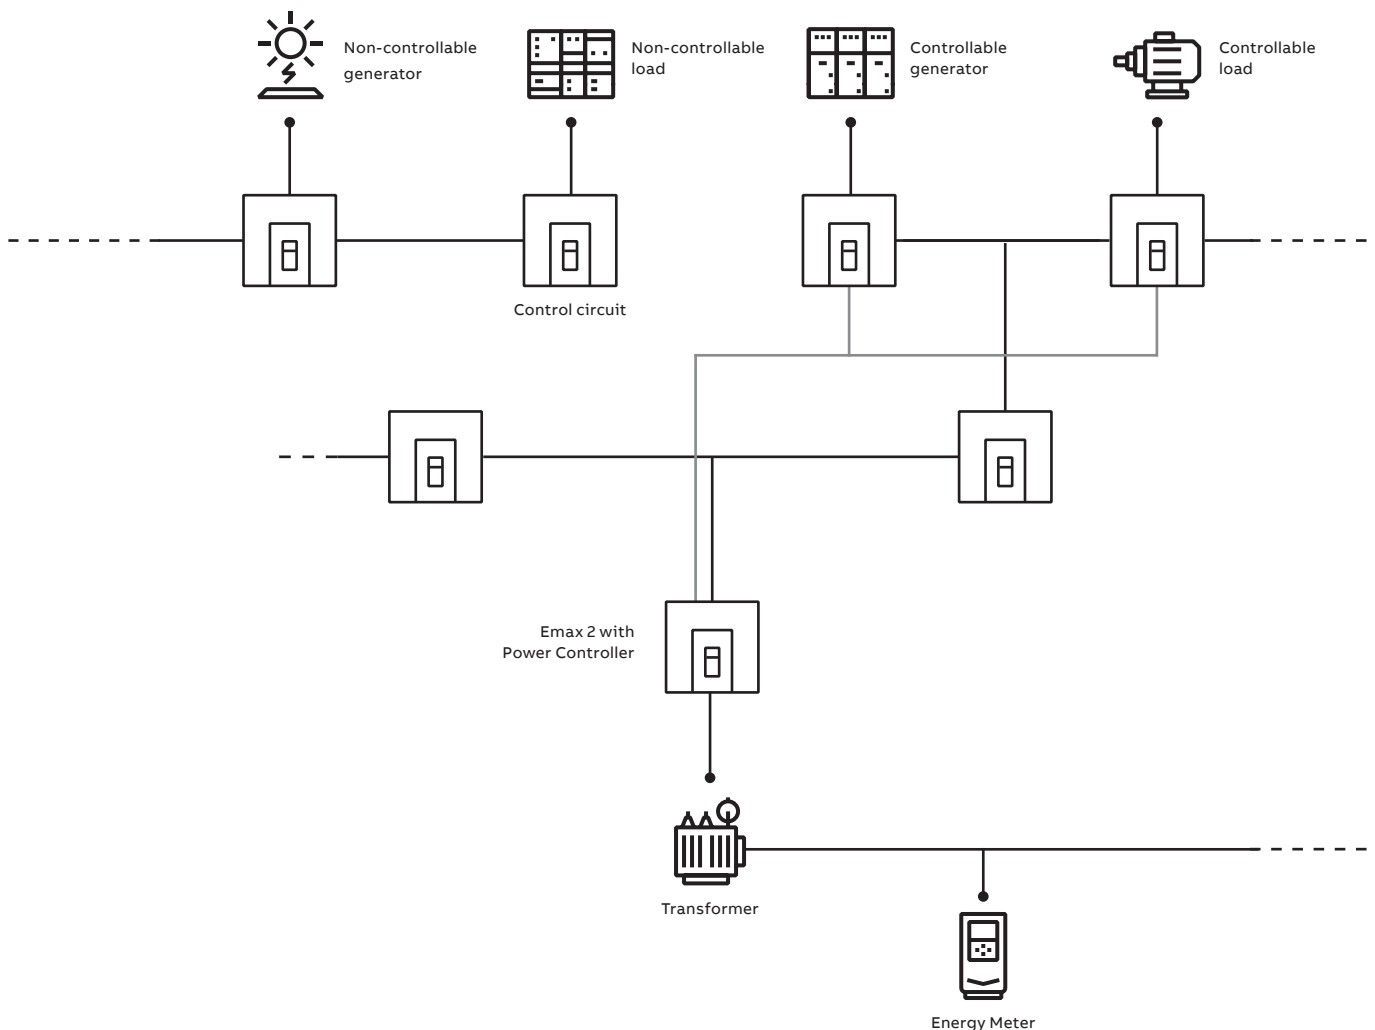 Non-controllable
generator
Non-controllable
load
Controllable
generator
Controllable
load
Control circuit
Emax 2 with
Power Controller
Transformer
Energy Meter